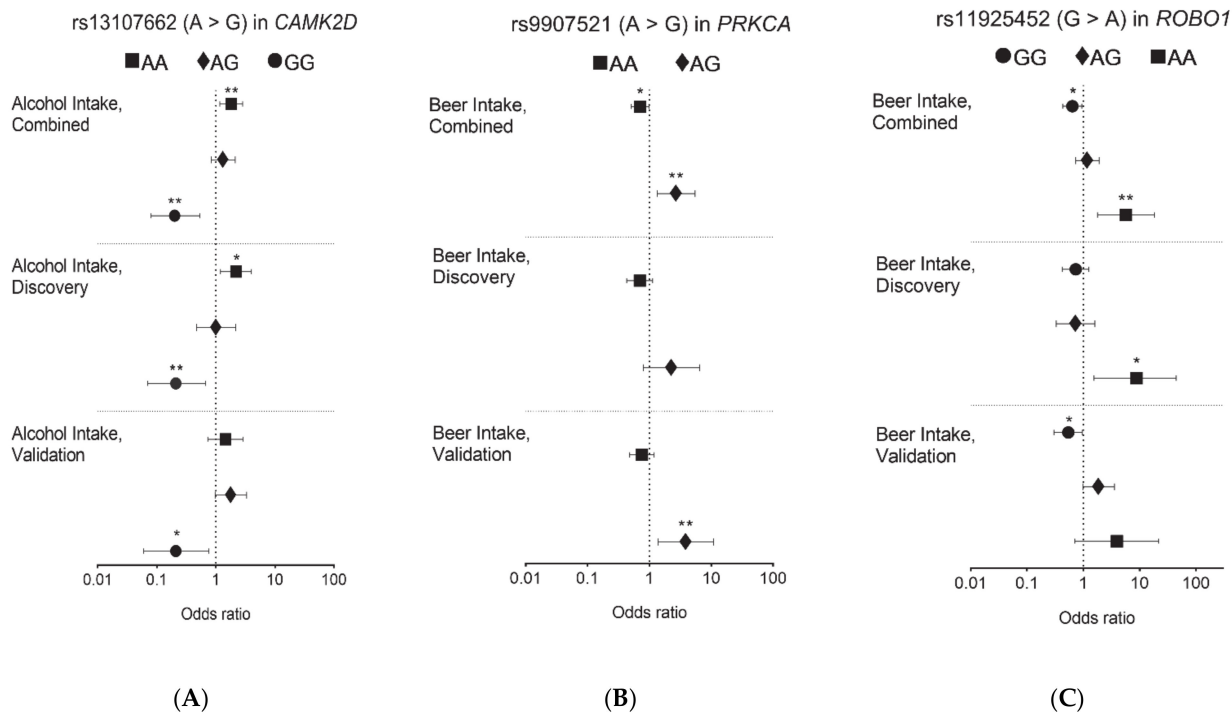 rs13107662 (A > G) in CAMK2D
■AA ◆AG ●GG
Alcohol Intake,
Combined
**
**
Alcohol Intake,
Discovery
*
**
Alcohol Intake,
Validation
*
0.01 0.1 1 10 100
Odds ratio
(A)
rs9907521 (A > G) in PRKCA
■AA ◆AG
Beer Intake,
Combined
*
**
Beer Intake,
Discovery
Beer Intake,
Validation
**
0.01 0.1 1 10 100
Odds ratio
(B)
rs11925452 (G > A) in ROBO1
●GG ◆AG ■AA
Beer Intake,
Combined
*
**
Beer Intake,
Discovery
*
Beer Intake,
Validation
*
0.01 0.1 1 10 100
Odds ratio
(C)